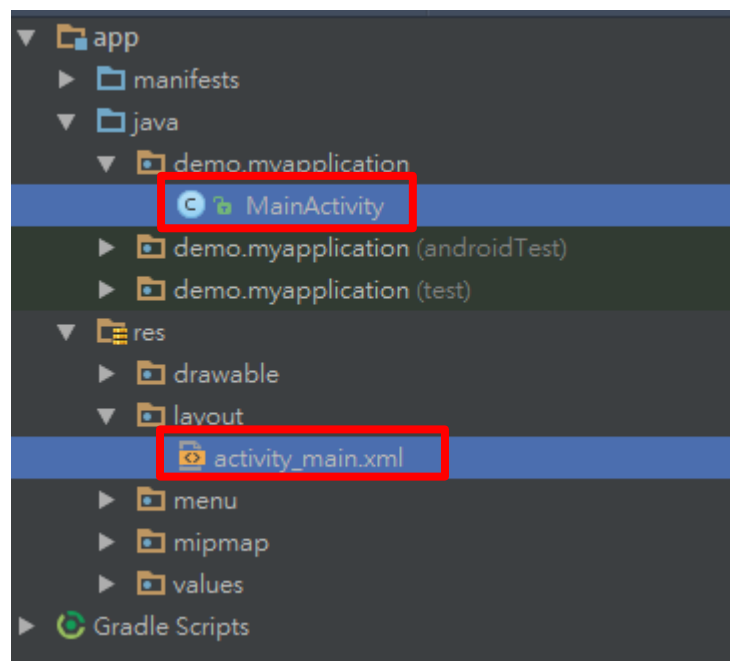 app
manifests
java
demo.myapplication
MainActivity
demo.myapplication (androidTest)
demo.myapplication (test)
res
drawable
layout
activity_main.xml
menu
mipmap
values
Gradle Scripts